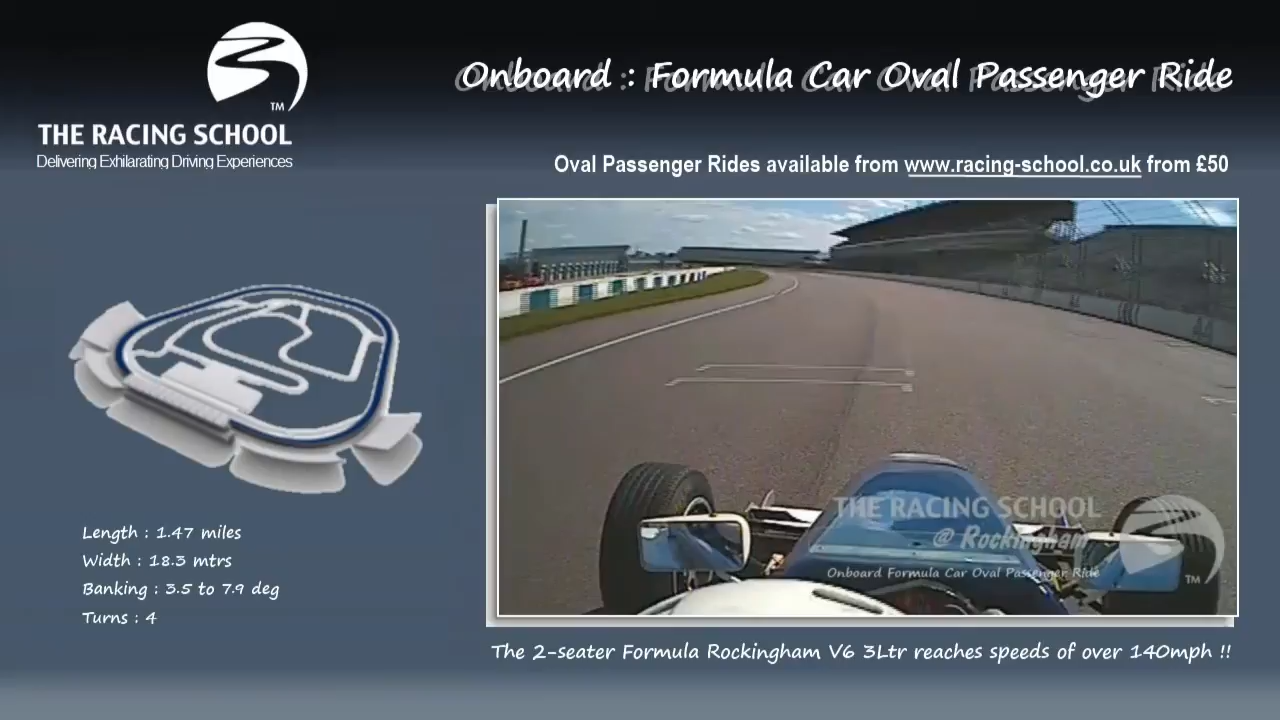 Onboard : Formula Car Oval Passenger Ride
TM
THE RACING SCHOOL
Delivering Exhilarating Driving Experiences
Oval Passenger Rides available from www.racing-school.co.uk from £50
Length : 1.47 miles
Width : 18.3 mtrs
Banking : 3.5 to 7.9 deg
Turns : 4
THE RACING SCHOOL
@ Rockingham
Onboard Formula Car Oval Passenger Ride
TM
The 2-seater Formula Rockingham V6 3Ltr reaches speeds of over 140mph !!